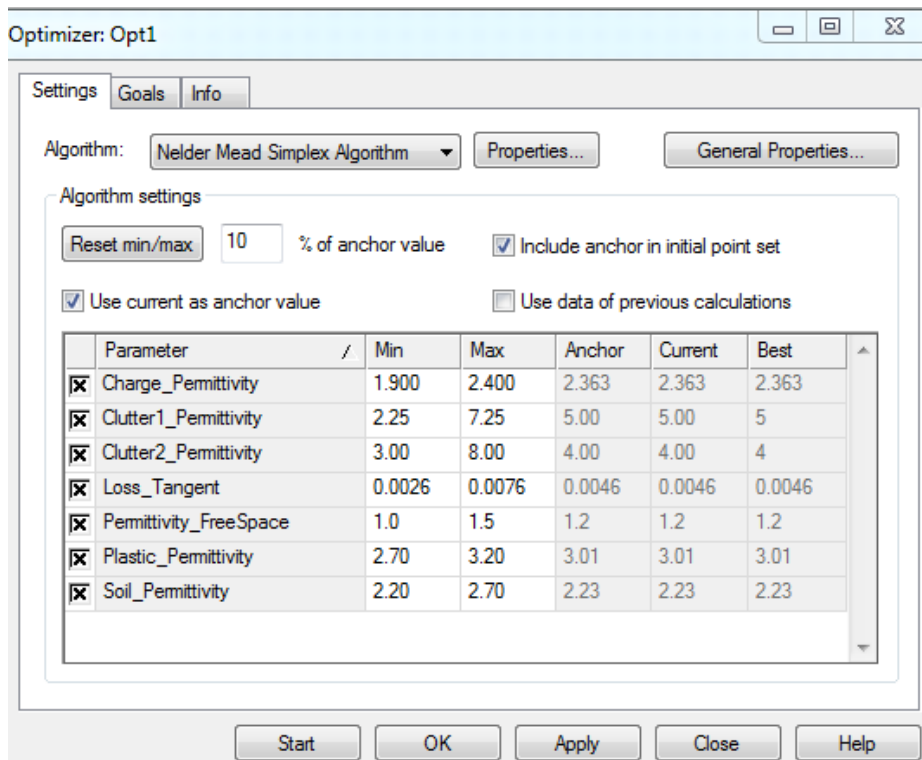 Optimizer: Opt1
Settings Goals Info
Algorithm: Nelder Mead Simplex Algorithm Properties... General Properties...
Algorithm settings
Reset min/max 10 % of anchor value Include anchor in initial point set
Use current as anchor value Use data of previous calculations
Parameter / Min Max Anchor Current Best
Charge_Permittivity 1.900 2.400 2.363 2.363 2.363
Clutter1_Permittivity 2.25 7.25 5.00 5.00 5
Clutter2_Permittivity 3.00 8.00 4.00 4.00 4
Loss_Tangent 0.0026 0.0076 0.0046 0.0046 0.0046
Permittivity_FreeSpace 1.0 1.5 1.2 1.2 1.2
Plastic_Permittivity 2.70 3.20 3.01 3.01 3.01
Soil_Permittivity 2.20 2.70 2.23 2.23 2.23
Start OK Apply Close Help